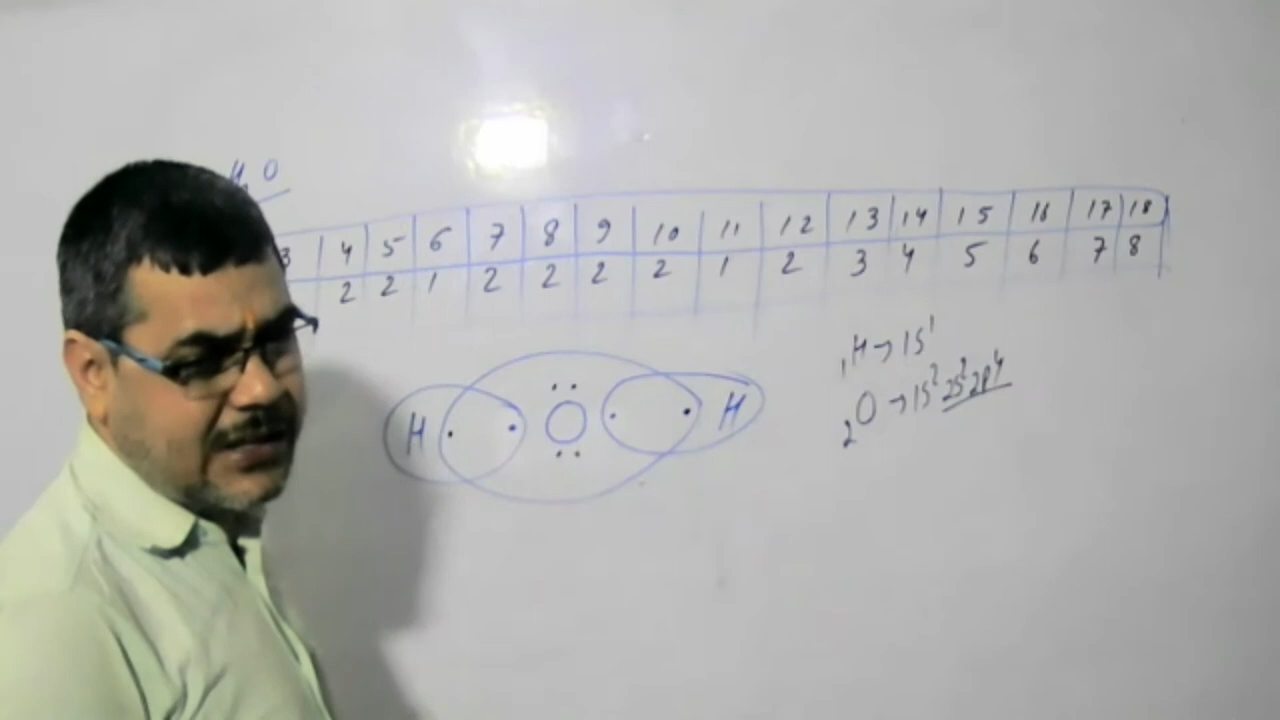 H2O
3 4 5 6 7 8 9 10 11 12 13 14 15 16 17 18
2 2 1 2 2 2 2 1 2 3 4 5 6 7 8
1H → 1S¹
H O H
2O → 1S² 2S² 2P⁴